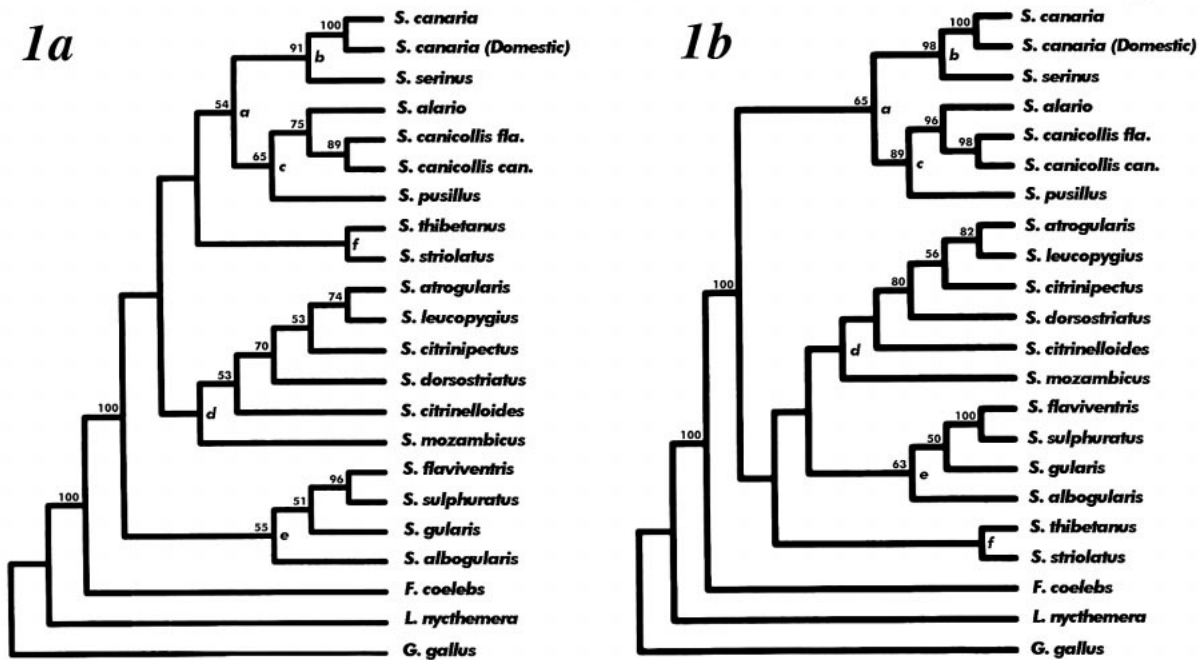 1a
100
S. canaria
91
b
S. canaria (Domestic)
S. serinus
54
a
75
S. alario
89
S. canicollis fla.
65
c
S. canicollis can.
S. pusillus
S. thibetanus
f
S. striolatus
74
S. atrogularis
53
S. leucopygius
70
S. citrinipectus
53
S. dorsostriatus
d
S. citrinelloides
S. mozambicus
100
96
S. flaviventris
51
S. sulphuratus
55
e
S. gularis
S. albogularis
100
F. coelebs
L. nycthemera
G. gallus
1b
100
S. canaria
98
b
S. canaria (Domestic)
S. serinus
65
a
96
S. alario
98
S. canicollis fla.
89
c
S. canicollis can.
S. pusillus
82
S. atrogularis
56
S. leucopygius
80
S. citrinipectus
S. dorsostriatus
d
S. citrinelloides
S. mozambicus
100
100
S. flaviventris
50
S. sulphuratus
63
e
S. gularis
S. albogularis
100
S. thibetanus
f
S. striolatus
F. coelebs
L. nycthemera
G. gallus